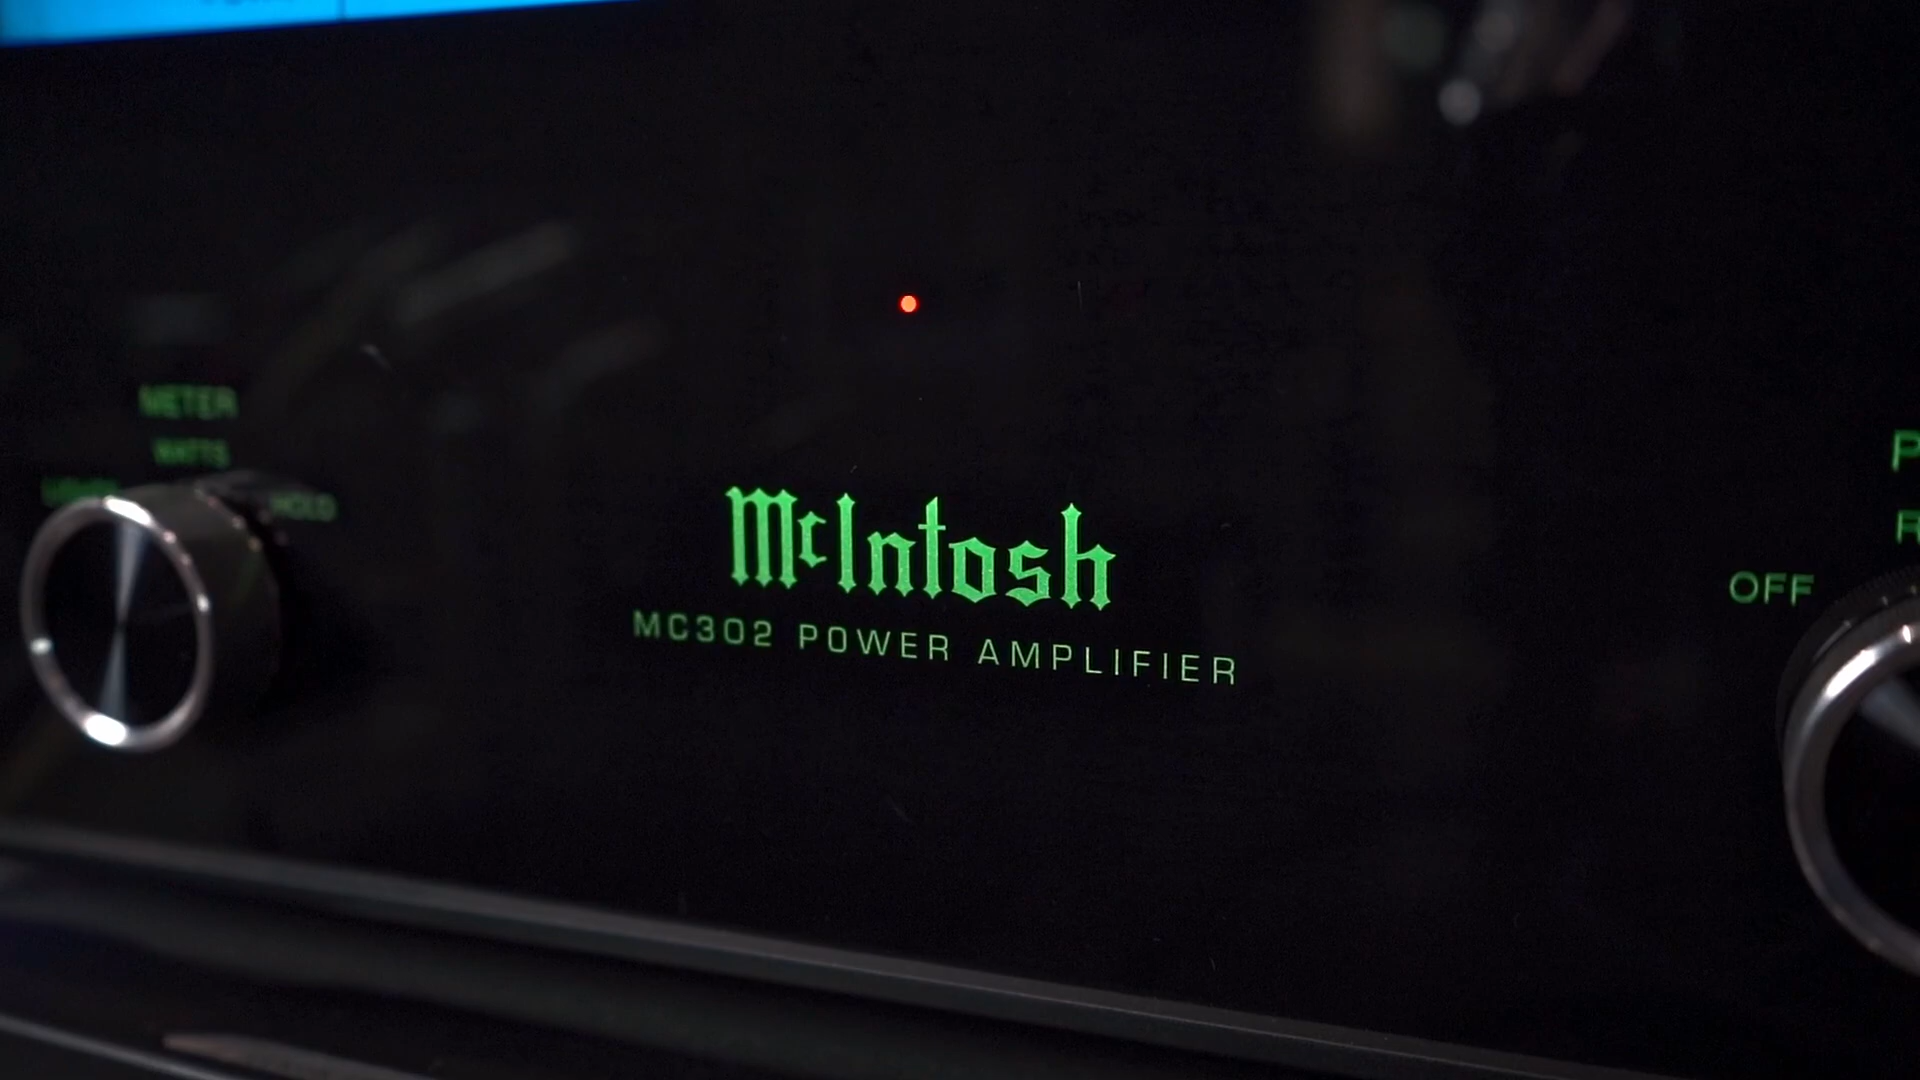 METER
WATTS
HOLD
McIntosh
MC302 POWER AMPLIFIER
OFF